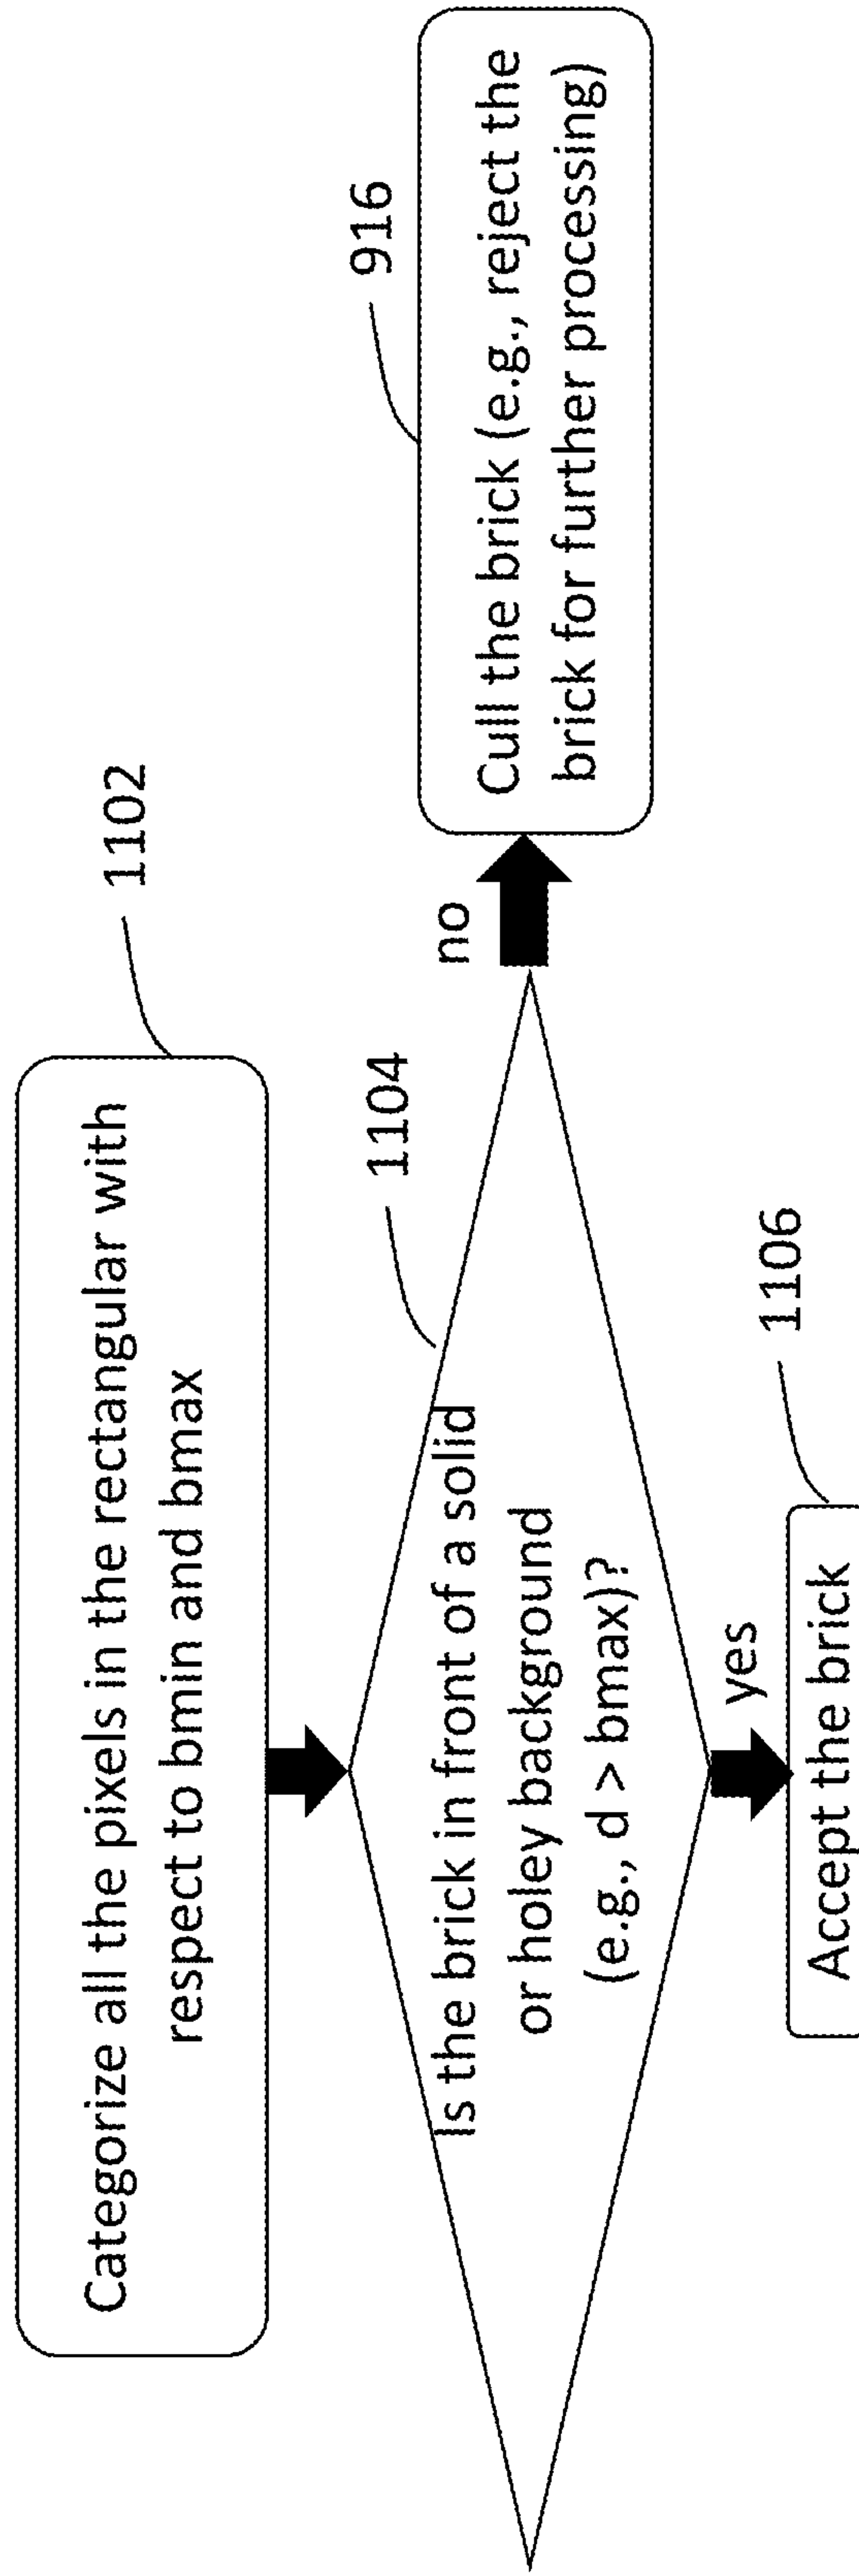 Categorize all the pixels in the rectangular with
respect to bmin and bmax
1102
Is the brick in front of a solid
or holey background
(e.g., d > bmax)?
1104
no
Cull the brick (e.g., reject the
brick for further processing)
916
yes
Accept the brick
1106